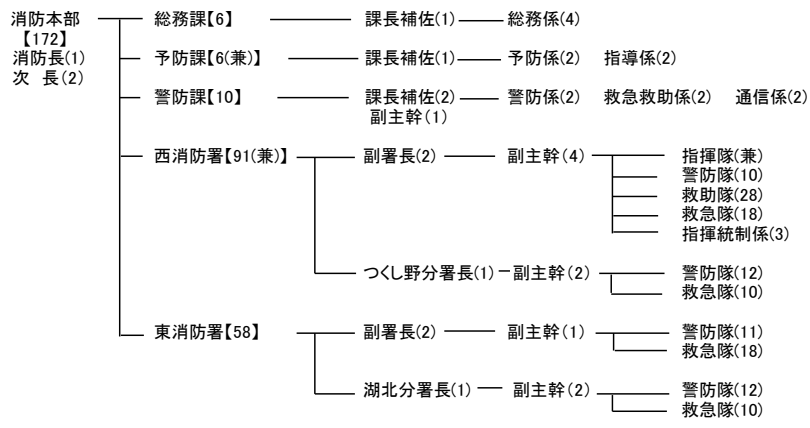 消防本部 総務課【6】 課長補佐(1) 総務係(4)
【172】
消防長(1) 予防課【6(兼)】 課長補佐(1) 予防係(2) 指導係(2)
次 長(2)
警防課【10】 課長補佐(2) 警防係(2) 救急救助係(2) 通信係(2)
副主幹(1)
西消防署【91(兼)】 副署長(2) 副主幹(4) 指揮隊(兼)
警防隊(10)
救助隊(28)
救急隊(18)
指揮統制係(3)
つくし野分署長(1) 副主幹(2) 警防隊(12)
救急隊(10)
東消防署【58】 副署長(2) 副主幹(1) 警防隊(11)
救急隊(18)
湖北分署長(1) 副主幹(2) 警防隊(12)
救急隊(10)